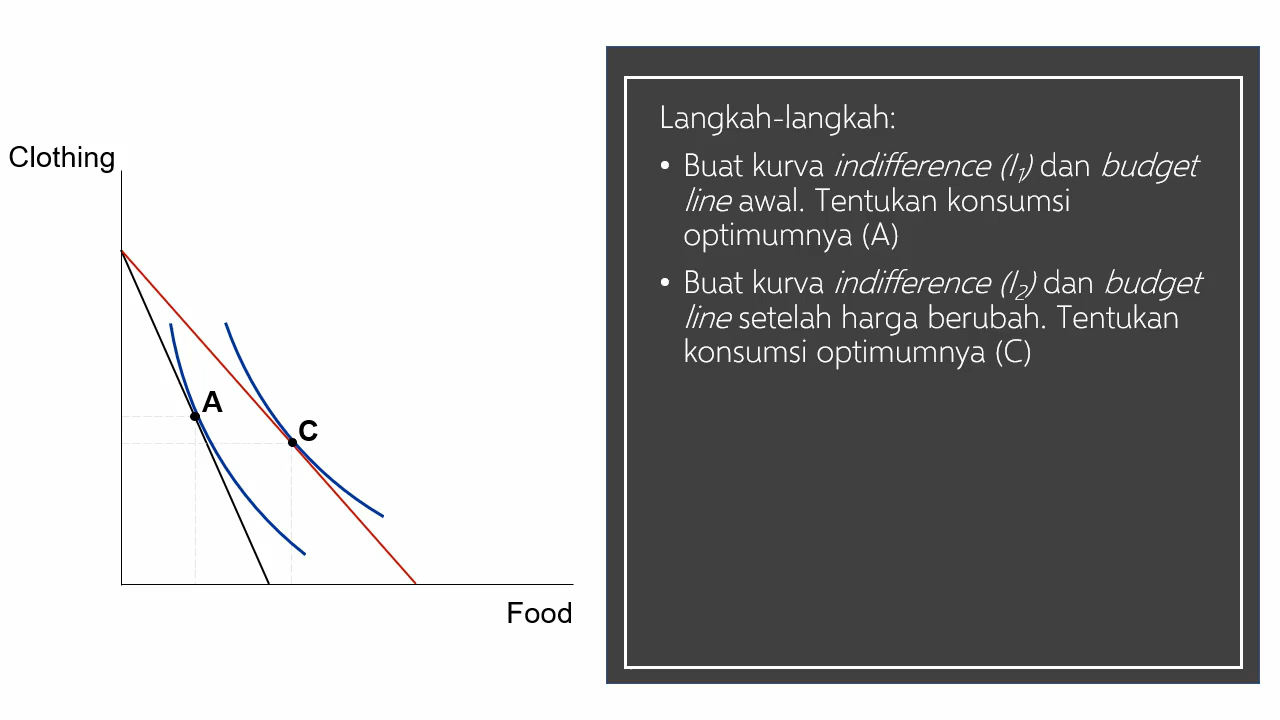 Clothing
A
C
Food
Langkah-langkah:
• Buat kurva indifference (I₁) dan budget
line awal. Tentukan konsumsi
optimumnya (A)
• Buat kurva indifference (I₂) dan budget
line setelah harga berubah. Tentukan
konsumsi optimumnya (C)